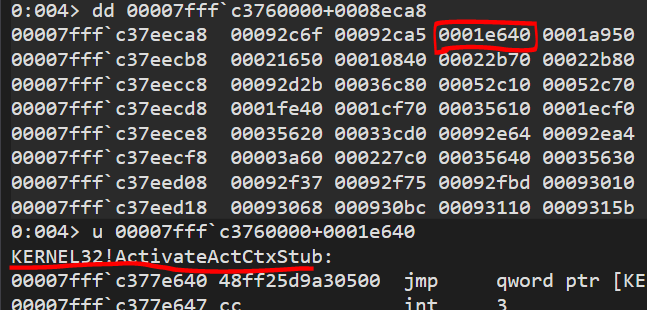 0:004> dd 00007fff`c3760000+0008eca8
00007fff`c37eeca8  00092c6f 00092ca5 0001e640 0001a950
00007fff`c37eecb8  00021650 00010840 00022b70 00022b80
00007fff`c37eecc8  00092d2b 00036c80 00052c10 00052c70
00007fff`c37eecd8  0001fe40 0001cf70 00035610 0001ecf0
00007fff`c37eece8  00035620 00033cd0 00092e64 00092ea4
00007fff`c37eecf8  00003a60 000227c0 00035640 00035630
00007fff`c37eed08  00092f37 00092f75 00092fbd 00093010
00007fff`c37eed18  00093068 000930bc 00093110 0009315b
0:004> u 00007fff`c3760000+0001e640
KERNEL32!ActivateActCtxStub:
00007fff`c377e640 48ff25d9a30500  jmp     qword ptr [KE
00007fff`c377e647 cc              int     3